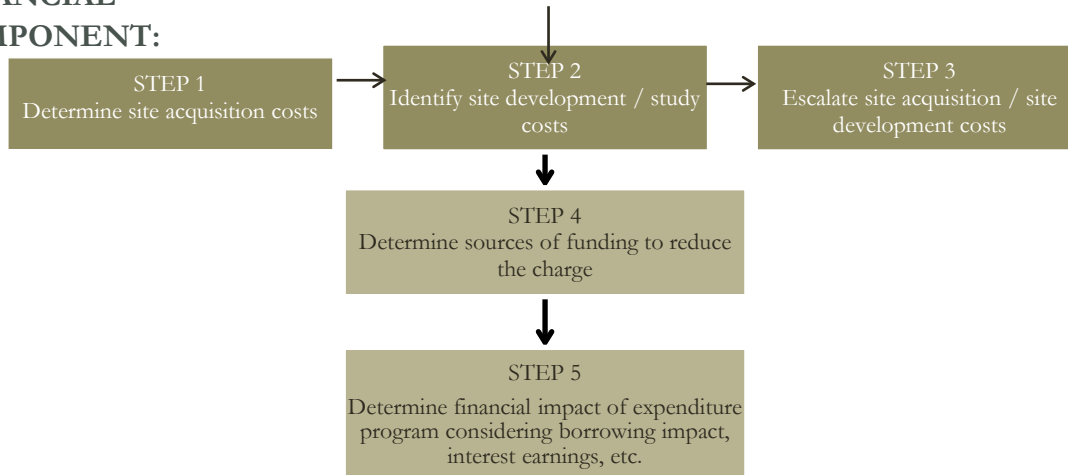 MPONENT:
STEP 1
Determine site acquisition costs
STEP 2
Identify site development / study
costs
STEP 3
Escalate site acquisition / site
development costs
STEP 4
Determine sources of funding to reduce
the charge
STEP 5
Determine financial impact of expenditure
program considering borrowing impact,
interest earnings, etc.